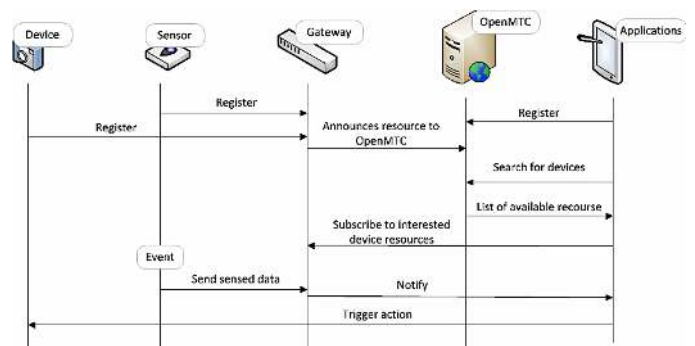 Device
Sensor
Gateway
OpenMTC
Applications
Register
Register
Register
Announces resource to
OpenMTC
Search for devices
List of available recourse
Subscribe to interested
device resources
Event
Send sensed data
Notify
Trigger action